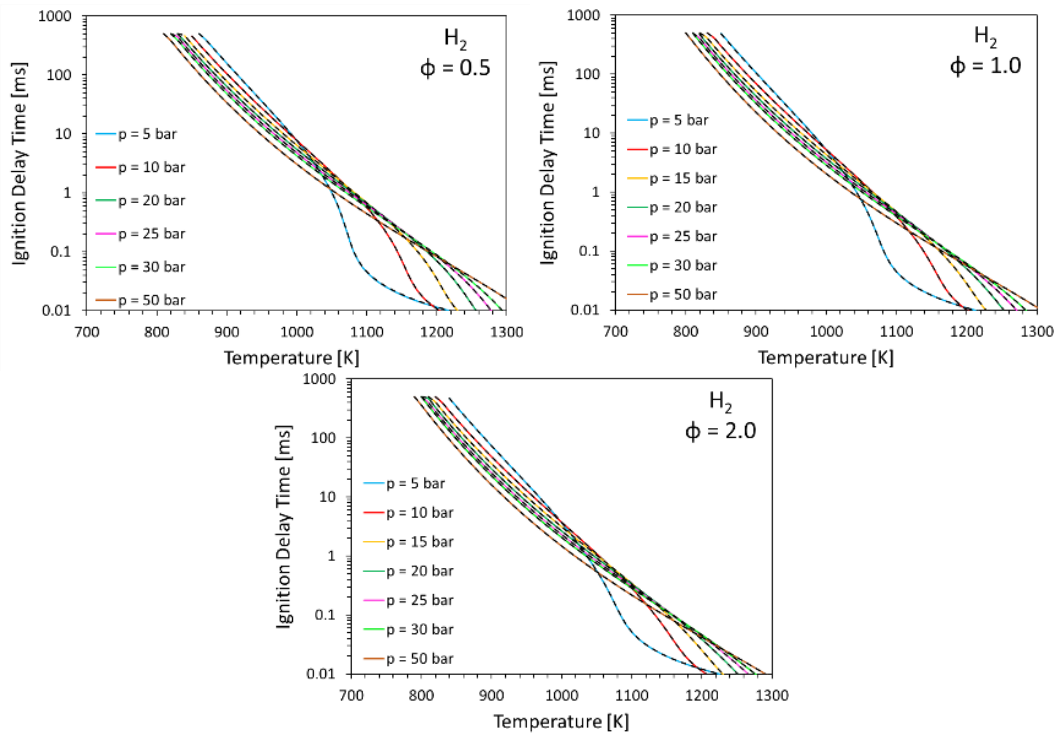 1000
100
10
1
0.1
0.01
Ignition Delay Time [ms]
H₂
ϕ = 0.5
p = 5 bar
p = 10 bar
p = 20 bar
p = 25 bar
p = 30 bar
p = 50 bar
700 800 900 1000 1100 1200 1300
Temperature [K]
1000
100
10
1
0.1
0.01
Ignition Delay Time [ms]
H₂
ϕ = 1.0
p = 5 bar
p = 10 bar
p = 15 bar
p = 20 bar
p = 25 bar
p = 30 bar
p = 50 bar
700 800 900 1000 1100 1200 1300
Temperature [K]
1000
100
10
1
0.1
0.01
Ignition Delay Time [ms]
H₂
ϕ = 2.0
p = 5 bar
p = 10 bar
p = 15 bar
p = 20 bar
p = 25 bar
p = 30 bar
p = 50 bar
700 800 900 1000 1100 1200 1300
Temperature [K]